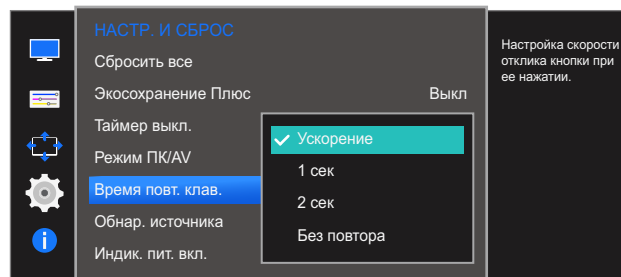 НАСТР. И СБРОС
Сбросить все
Экосохранение Плюс Выкл
Таймер выкл.
Режим ПК/AV
Время повт. клав.
Обнар. источника
Индик. пит. вкл.
Ускорение
1 сек
2 сек
Без повтора
Настройка скорости
отклика кнопки при
ее нажатии.